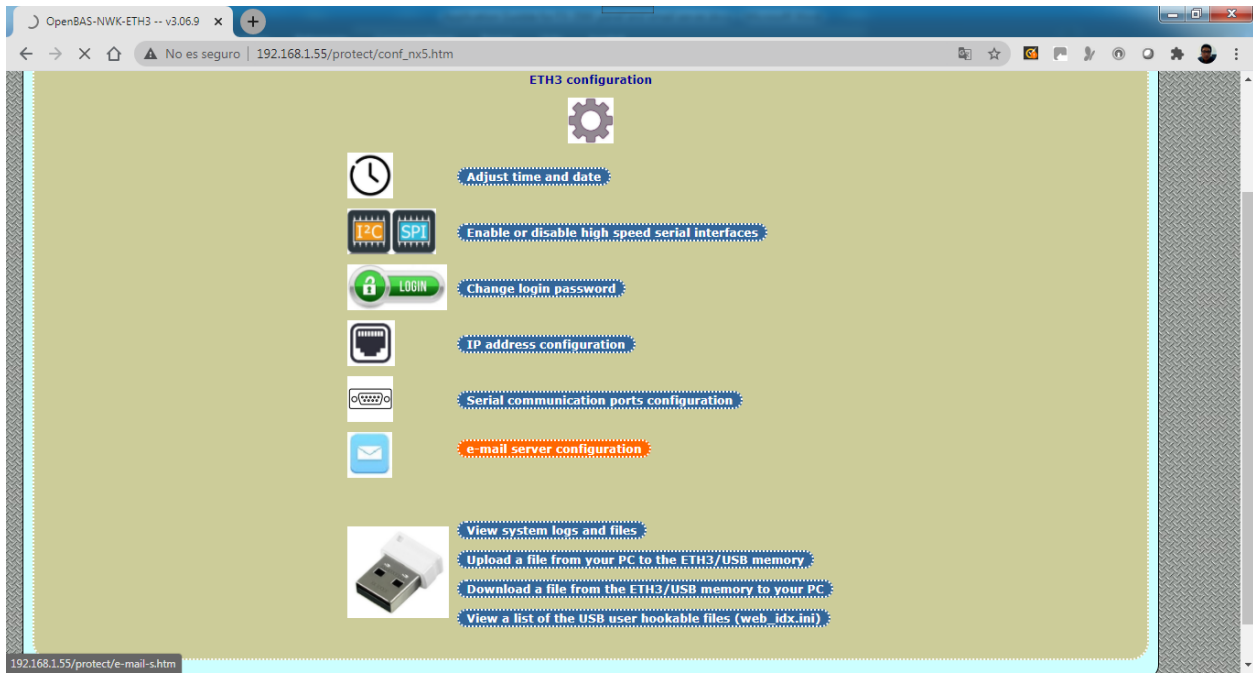 OpenBAS-NWK-ETH3 -- v3.06.9
No es seguro | 192.168.1.55/protect/conf_nx5.htm
ETH3 configuration
Adjust time and date
I²C SPI
Enable or disable high speed serial interfaces
LOGIN
Change login password
IP address configuration
Serial communication ports configuration
e-mail server configuration
View system logs and files
Upload a file from your PC to the ETH3/USB memory
Download a file from the ETH3/USB memory to your PC
View a list of the USB user hookable files (web_idx.ini)
192.168.1.55/protect/e-mail-s.htm